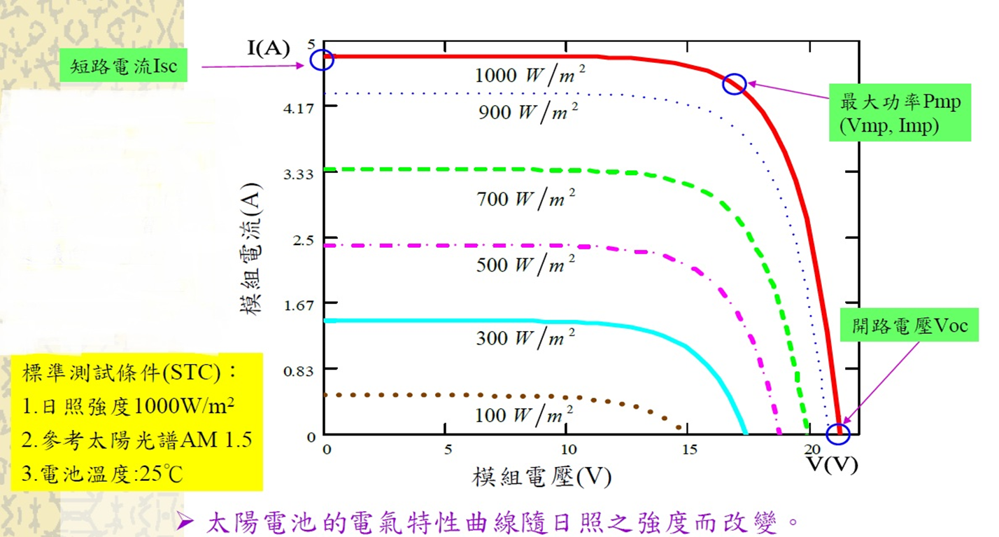 I(A)
短路電流Isc
5
4.17
3.33
2.5
1.67
0.83
0
模組電流(A)
1000 W/m²
900 W/m²
700 W/m²
500 W/m²
300 W/m²
100 W/m²
最大功率Pmp
(Vmp, Imp)
開路電壓Voc
0
5
10
15
20
V(V)
模組電壓(V)
標準測試條件(STC)：
1.日照強度1000W/m²
2.參考太陽光譜AM 1.5
3.電池溫度:25℃
➢ 太陽電池的電氣特性曲線隨日照之強度而改變。